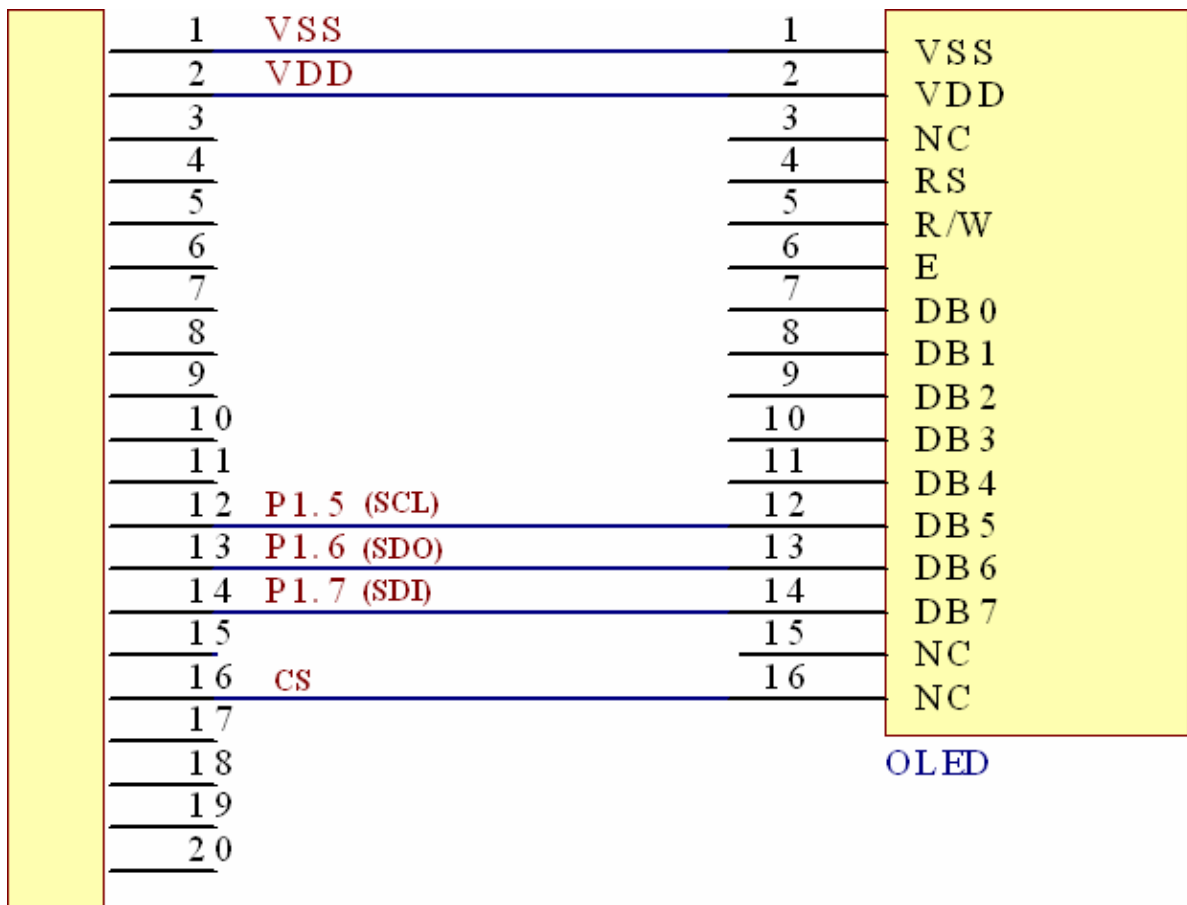 1 VSS 1 VSS
2 VDD 2 VDD
3 3 NC
4 4 RS
5 5 R/W
6 6 E
7 7 DB0
8 8 DB1
9 9 DB2
10 10 DB3
11 11 DB4
12 P1.5 (SCL) 12 DB5
13 P1.6 (SDO) 13 DB6
14 P1.7 (SDI) 14 DB7
15 15 NC
16 CS 16 NC
17
18 OLED
19
20